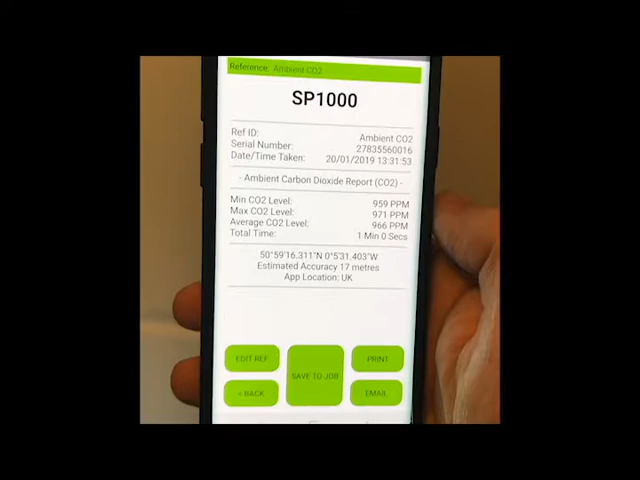 Reference: Ambient CO2
SP1000
Ref ID: Ambient CO2
Serial Number: 27835560016
Date/Time Taken: 20/01/2019 13:31:53
- Ambient Carbon Dioxide Report (CO2) -
Min CO2 Level: 959 PPM
Max CO2 Level: 971 PPM
Average CO2 Level: 966 PPM
Total Time: 1 Min 0 Secs
50°59'16.311"N 0°5'31.403"W
Estimated Accuracy 17 metres
App Location: UK
EDIT REF
SAVE TO JOB
PRINT
< BACK
EMAIL